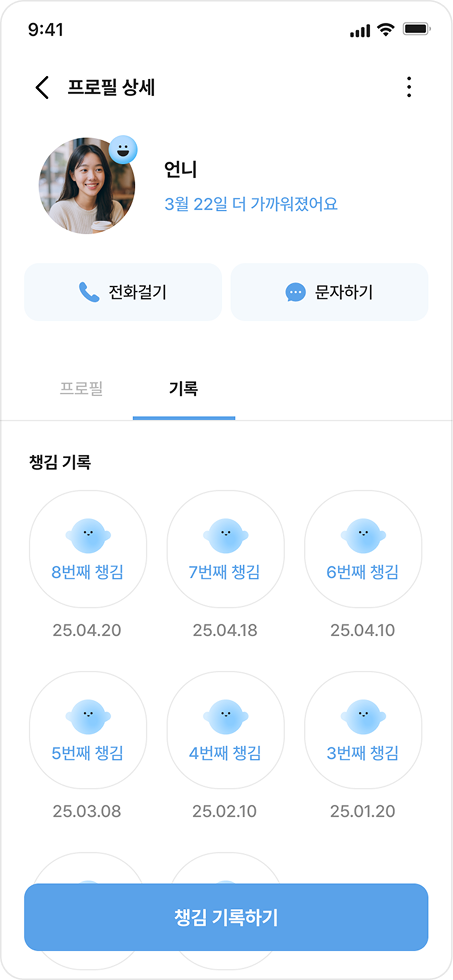 9:41
프로필 상세
언니
3월 22일 더 가까워졌어요
전화걸기 문자하기
프로필 기록
챙김 기록
8번째 챙김 7번째 챙김 6번째 챙김
25.04.20 25.04.18 25.04.10
5번째 챙김 4번째 챙김 3번째 챙김
25.03.08 25.02.10 25.01.20
챙김 기록하기